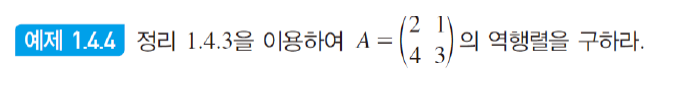 예제 1.4.4 정리 1.4.3을 이용하여 A = (2 1
4 3)의 역행렬을 구하라.